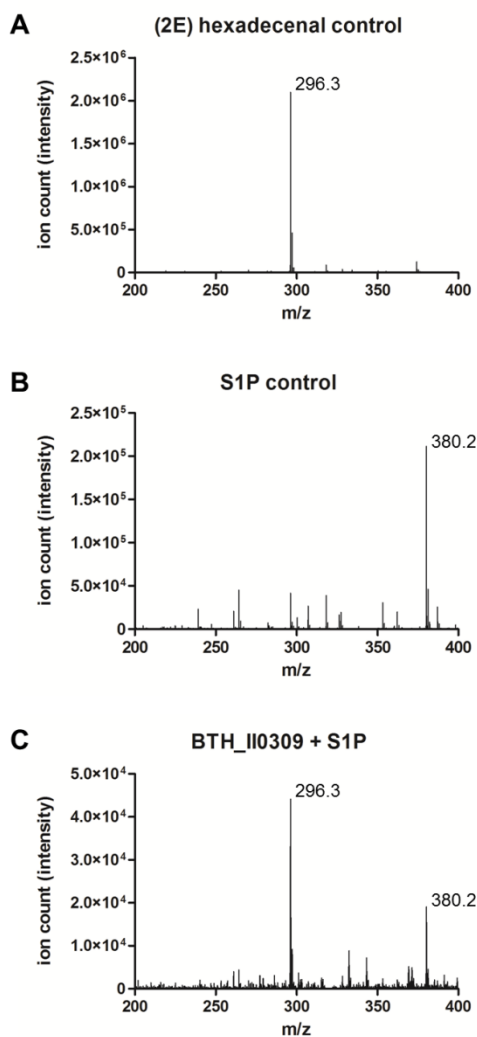 A
(2E) hexadecenal control
ion count (intensity)
2.5×10⁶
2.0×10⁶
1.5×10⁶
1.0×10⁶
5.0×10⁵
0
296.3
200 250 300 350 400
m/z
B
S1P control
ion count (intensity)
2.5×10⁵
2.0×10⁵
1.5×10⁵
1.0×10⁵
5.0×10⁴
0
380.2
200 250 300 350 400
m/z
C
BTH_II0309 + S1P
ion count (intensity)
5.0×10⁴
4.0×10⁴
3.0×10⁴
2.0×10⁴
1.0×10⁴
0
296.3
380.2
200 250 300 350 400
m/z